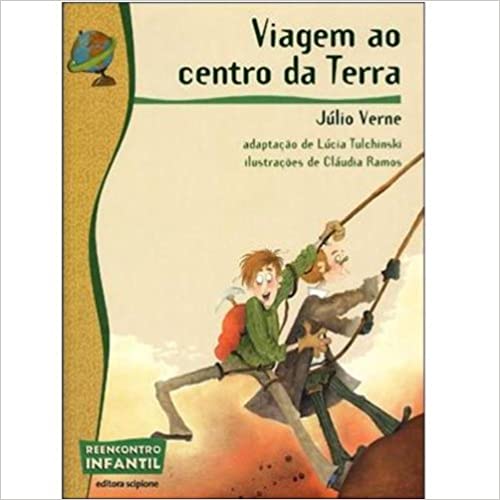 Viagem ao
centro da Terra
Júlio Verne
adaptação de Lúcia Tulchinski
ilustrações de Cláudia Ramos
REENCONTRO
INFANTIL
editora scipione